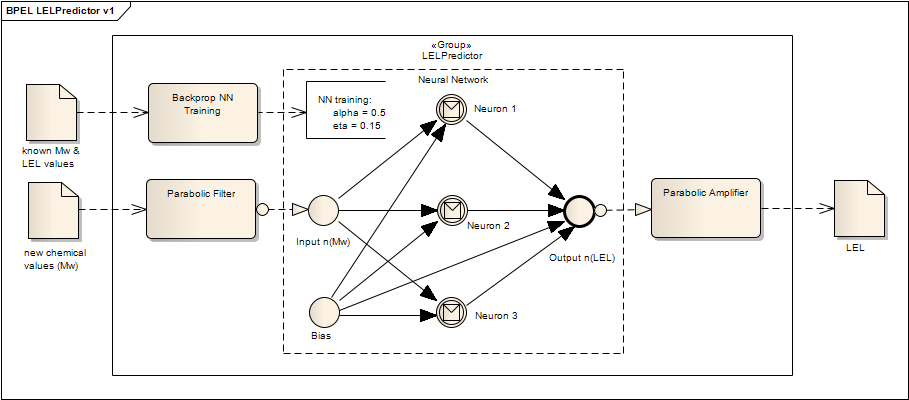 BPEL LELPredictor v1
«Group»
LELPredictor
Neural Network
Backprop NN
Training
NN training:
alpha = 0.5
eta = 0.15
Neuron 1
known Mw &
LEL values
Parabolic Filter
Parabolic Amplifier
Neuron 2
Input n(Mw)
new chemical
values (Mw)
Output n(LEL)
LEL
Neuron 3
Bias